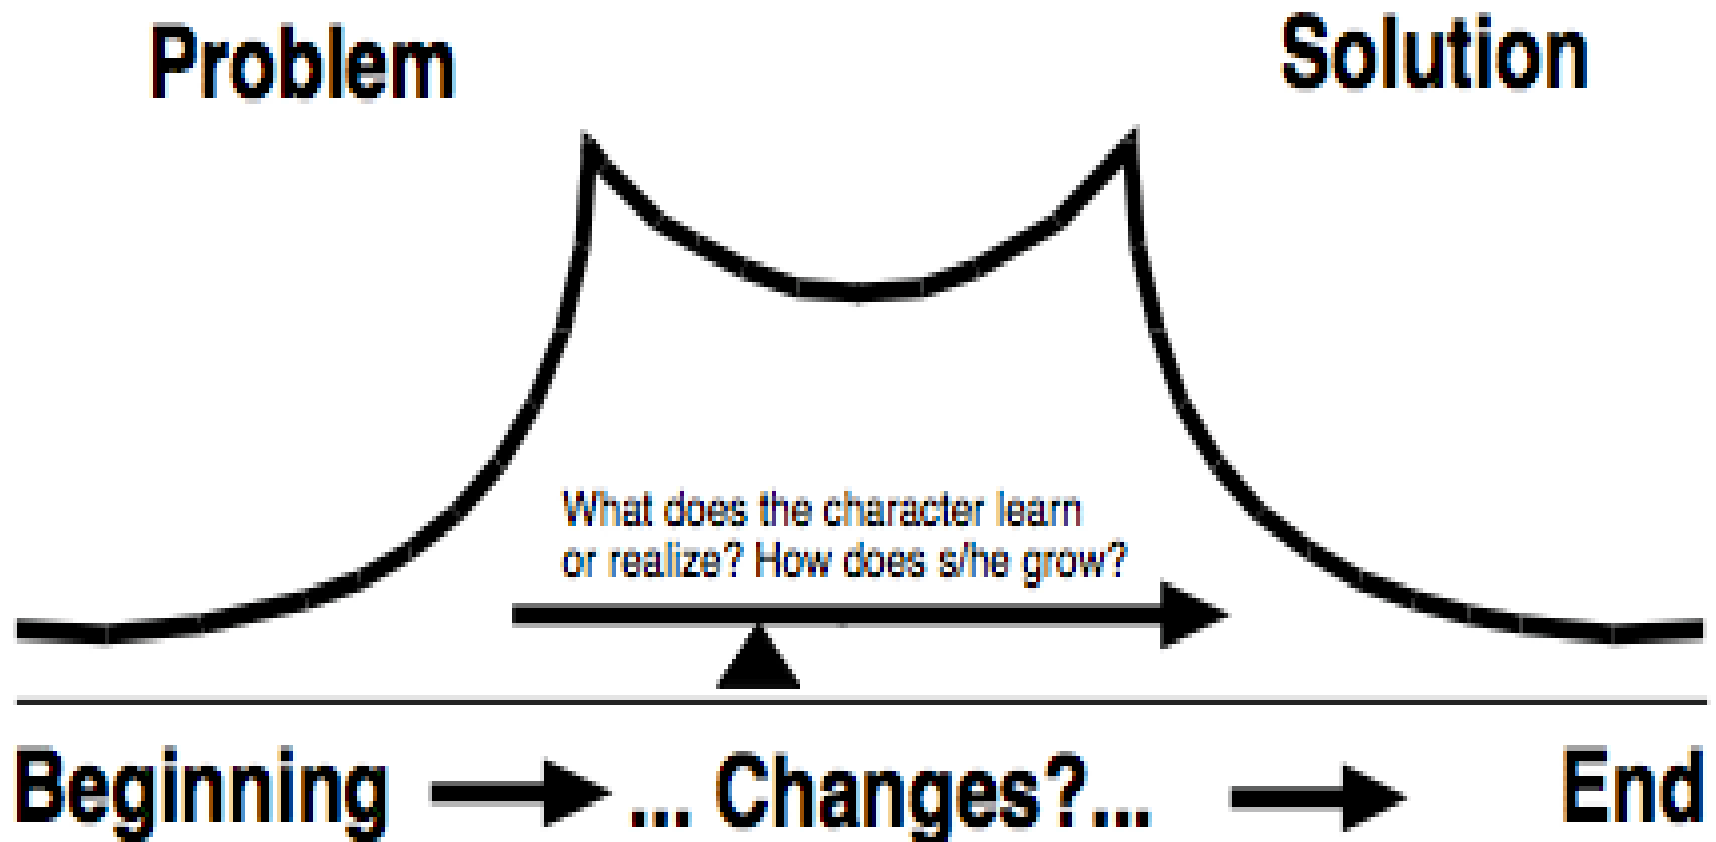 Problem
Solution
What does the character learn
or realize? How does s/he grow?
Beginning ... Changes?... End